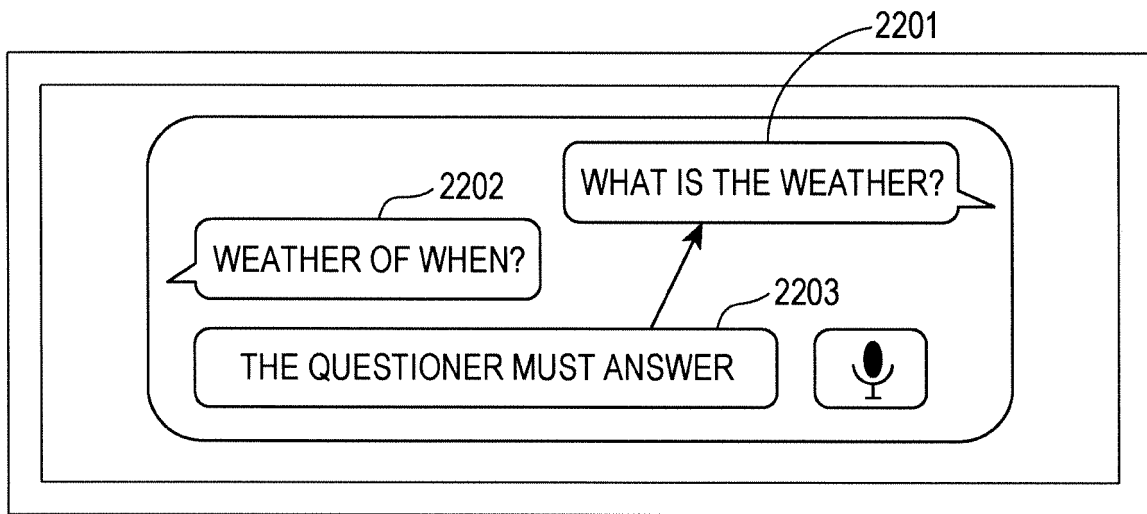 2201
WHAT IS THE WEATHER?
2202
WEATHER OF WHEN?
2203
THE QUESTIONER MUST ANSWER